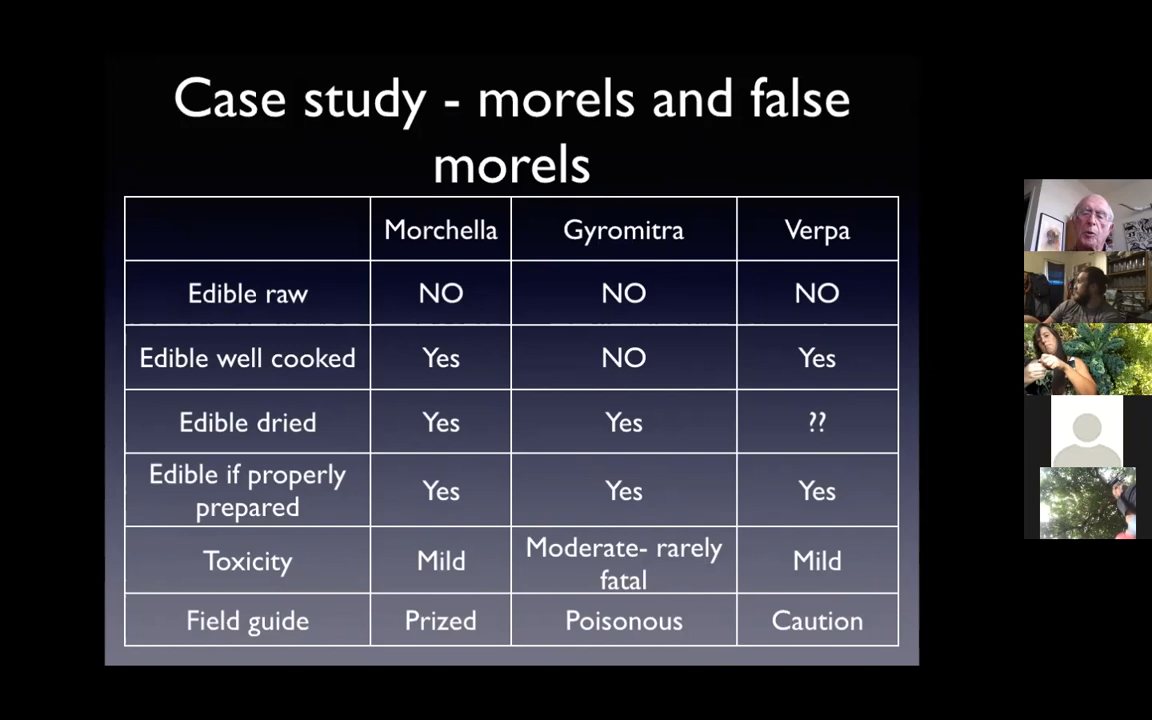 Case study - morels and false
morels
Morchella Gyromitra Verpa
Edible raw NO NO NO
Edible well cooked Yes NO Yes
Edible dried Yes Yes ??
Edible if properly
prepared Yes Yes Yes
Toxicity Mild Moderate- rarely
fatal Mild
Field guide Prized Poisonous Caution